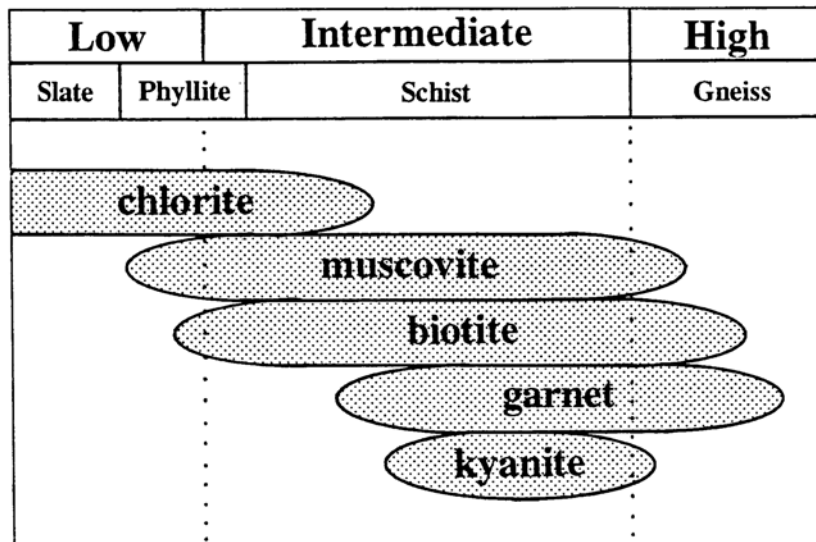 Low Intermediate High
Slate Phyllite Schist Gneiss
chlorite
muscovite
biotite
garnet
kyanite